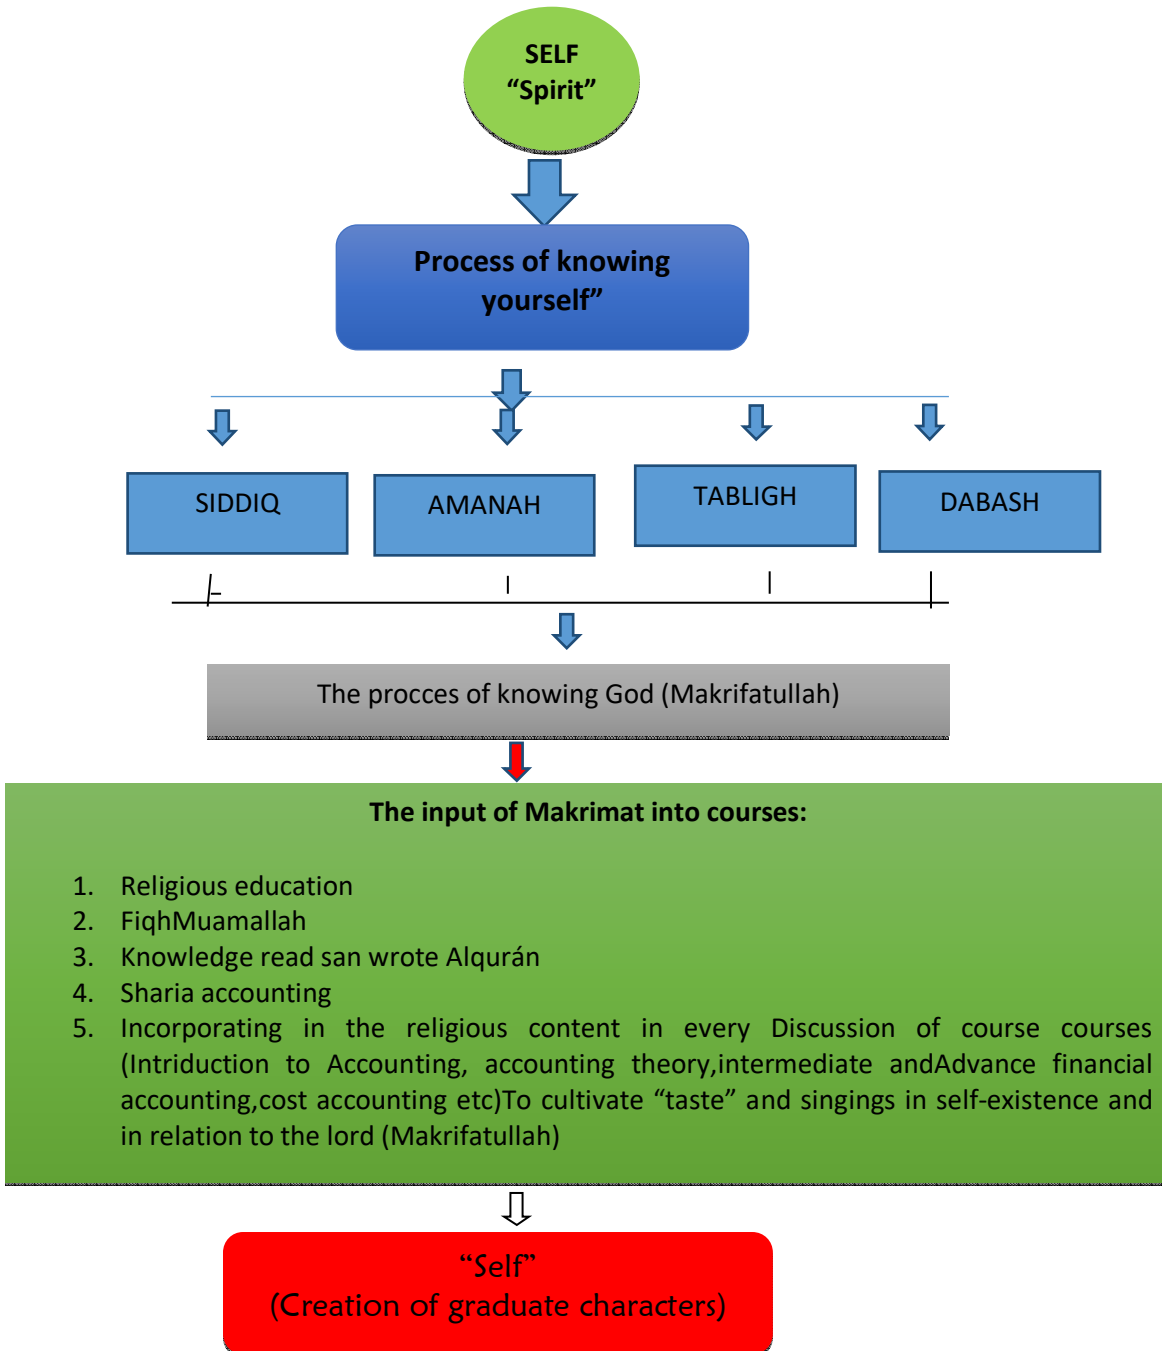 SELF
“Spirit”
Process of knowing
yourself”
SIDDIQ
AMANAH
TABLIGH
DABASH
The procces of knowing God (Makrifatullah)
The input of Makrimat into courses:
1. Religious education
2. FiqhMuamallah
3. Knowledge read san wrote Alqurán
4. Sharia accounting
5. Incorporating in the religious content in every Discussion of course courses
(Intriduction to Accounting, accounting theory,intermediate andAdvance financial
accounting,cost accounting etc)To cultivate “taste” and singings in self-existence and
in relation to the lord (Makrifatullah)
“Self”
(Creation of graduate characters)